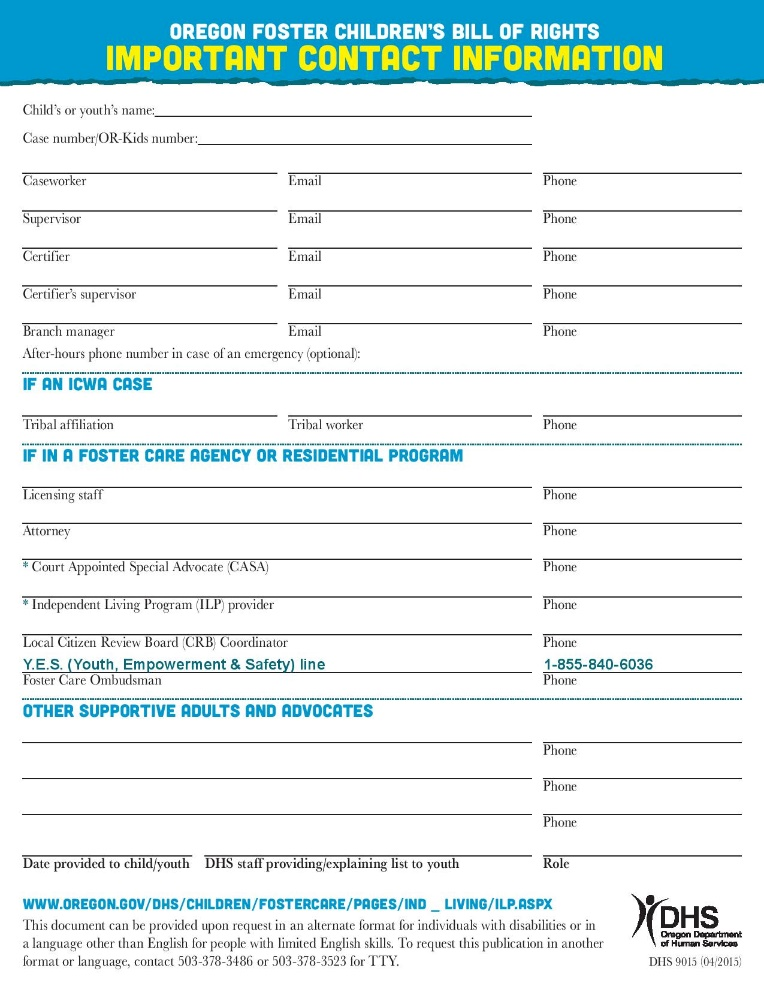 OREGON FOSTER CHILDREN'S BILL OF RIGHTS
IMPORTANT CONTACT INFORMATION
Child's or youth's name:
Case number/OR-Kids number:
Caseworker Email Phone
Supervisor Email Phone
Certifier Email Phone
Certifier's supervisor Email Phone
Branch manager Email Phone
After-hours phone number in case of an emergency (optional):
IF AN ICWA CASE
Tribal affiliation Tribal worker Phone
IF IN A FOSTER CARE AGENCY OR RESIDENTIAL PROGRAM
Licensing staff Phone
Attorney Phone
* Court Appointed Special Advocate (CASA) Phone
* Independent Living Program (ILP) provider Phone
Local Citizen Review Board (CRB) Coordinator Phone
Y.E.S. (Youth, Empowerment & Safety) line 1-855-840-6036
Foster Care Ombudsman Phone
OTHER SUPPORTIVE ADULTS AND ADVOCATES
Phone
Phone
Phone
Date provided to child/youth DHS staff providing/explaining list to youth Role
WWW.OREGON.GOV/DHS/CHILDREN/FOSTERCARE/PAGES/IND _ LIVING/ILP.ASPX
This document can be provided upon request in an alternate format for individuals with disabilities or in
a language other than English for people with limited English skills. To request this publication in another
format or language, contact 503-378-3486 or 503-378-3523 for TTY.
DHS
Oregon Department
of Human Services
DHS 9015 (04/2015)